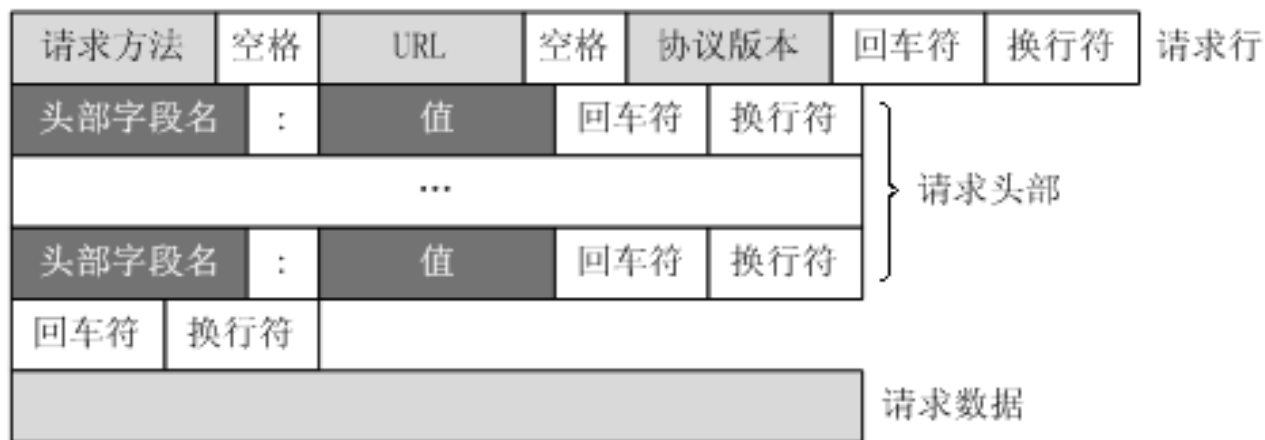 请求方法 空格 URL 空格 协议版本 回车符 换行符 请求行
头部字段名 : 值 回车符 换行符
… 请求头部
头部字段名 : 值 回车符 换行符
回车符 换行符
请求数据